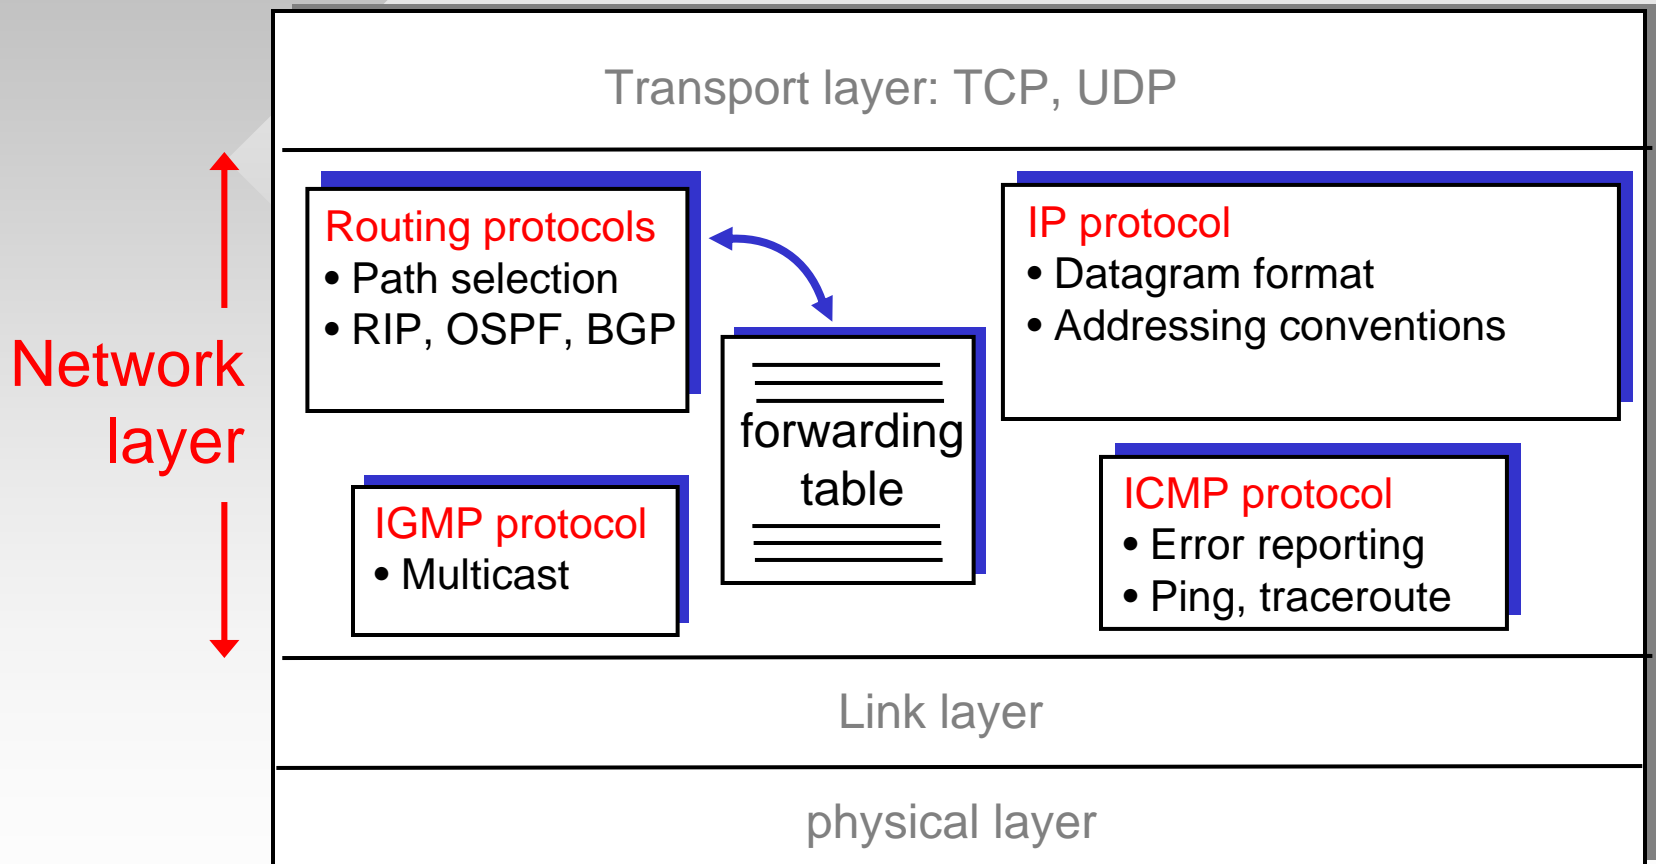 Transport layer: TCP, UDP
Network
layer
Routing protocols
• Path selection
• RIP, OSPF, BGP
IP protocol
• Datagram format
• Addressing conventions
forwarding
table
IGMP protocol
• Multicast
ICMP protocol
• Error reporting
• Ping, traceroute
Link layer
physical layer